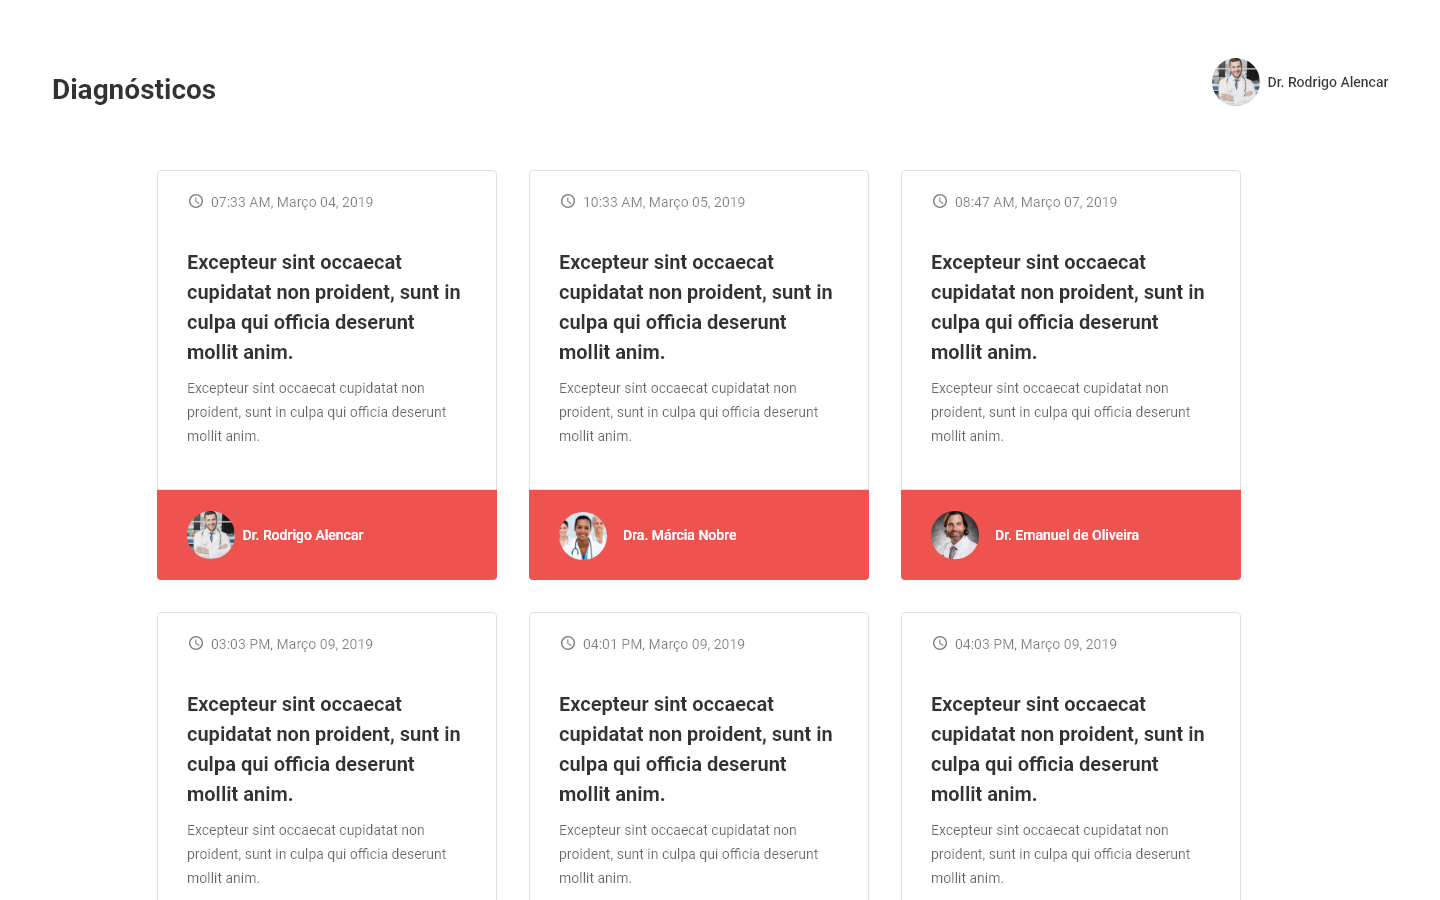 Diagnósticos
Dr. Rodrigo Alencar
07:33 AM, Março 04, 2019
Excepteur sint occaecat
cupidatat non proident, sunt in
culpa qui officia deserunt
mollit anim.
Excepteur sint occaecat cupidatat non
proident, sunt in culpa qui officia deserunt
mollit anim.
Dr. Rodrigo Alencar
10:33 AM, Março 05, 2019
Excepteur sint occaecat
cupidatat non proident, sunt in
culpa qui officia deserunt
mollit anim.
Excepteur sint occaecat cupidatat non
proident, sunt in culpa qui officia deserunt
mollit anim.
Dra. Márcia Nobre
08:47 AM, Março 07, 2019
Excepteur sint occaecat
cupidatat non proident, sunt in
culpa qui officia deserunt
mollit anim.
Excepteur sint occaecat cupidatat non
proident, sunt in culpa qui officia deserunt
mollit anim.
Dr. Emanuel de Oliveira
03:03 PM, Março 09, 2019
Excepteur sint occaecat
cupidatat non proident, sunt in
culpa qui officia deserunt
mollit anim.
Excepteur sint occaecat cupidatat non
proident, sunt in culpa qui officia deserunt
mollit anim.
04:01 PM, Março 09, 2019
Excepteur sint occaecat
cupidatat non proident, sunt in
culpa qui officia deserunt
mollit anim.
Excepteur sint occaecat cupidatat non
proident, sunt in culpa qui officia deserunt
mollit anim.
04:03 PM, Março 09, 2019
Excepteur sint occaecat
cupidatat non proident, sunt in
culpa qui officia deserunt
mollit anim.
Excepteur sint occaecat cupidatat non
proident, sunt in culpa qui officia deserunt
mollit anim.